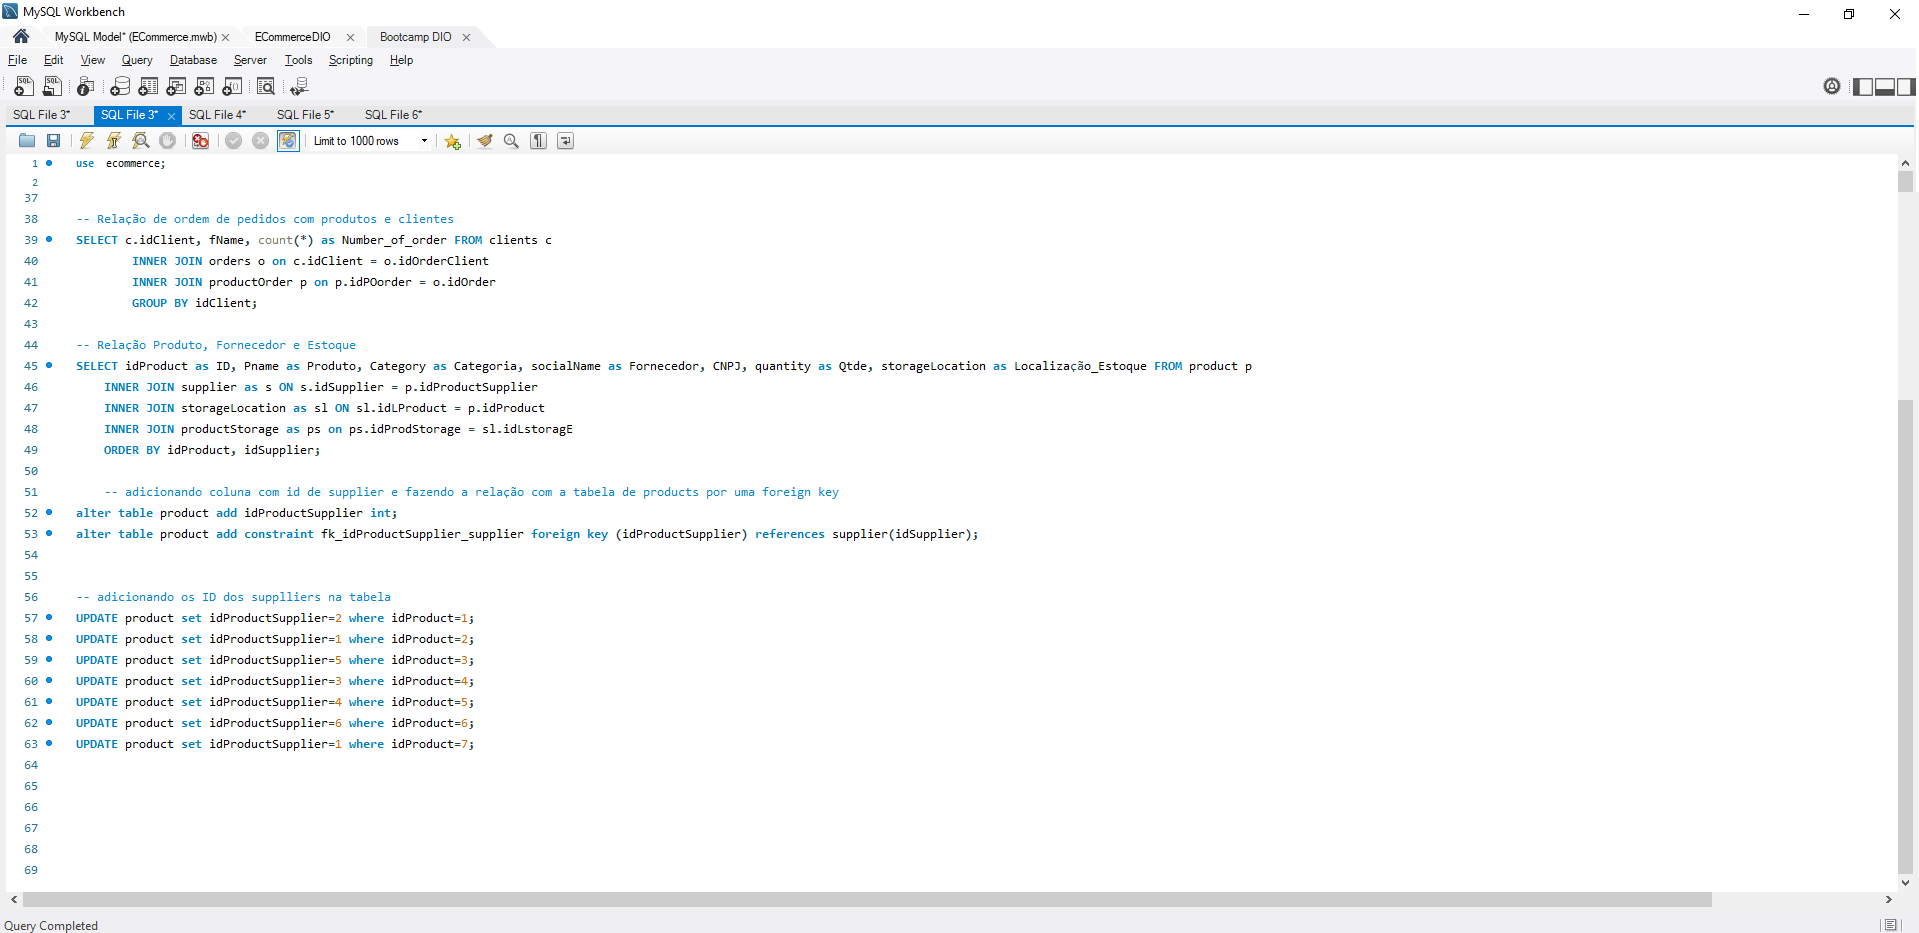 MySQL Workbench
MySQL Model* (ECommerce.mwb) ECommerceDIO Bootcamp DIO
File Edit View Query Database Server Tools Scripting Help
SQL File 3* SQL File 3* SQL File 4* SQL File 5* SQL File 6*
Limit to 1000 rows
1 use ecommerce;
2
37
38 -- Relação de ordem de pedidos com produtos e clientes
39 SELECT c.idClient, fName, count(*) as Number_of_order FROM clients c
40 INNER JOIN orders o on c.idClient = o.idOrderClient
41 INNER JOIN productOrder p on p.idPOorder = o.idOrder
42 GROUP BY idClient;
43
44 -- Relação Produto, Fornecedor e Estoque
45 SELECT idProduct as ID, Pname as Produto, Category as Categoria, socialName as Fornecedor, CNPJ, quantity as Qtde, storageLocation as Localização_Estoque FROM product p
46 INNER JOIN supplier as s ON s.idSupplier = p.idProductSupplier
47 INNER JOIN storageLocation as sl ON sl.idLProduct = p.idProduct
48 INNER JOIN productStorage as ps on ps.idProdStorage = sl.idLstoragE
49 ORDER BY idProduct, idSupplier;
50
51 -- adicionando coluna com id de supplier e fazendo a relação com a tabela de products por uma foreign key
52 alter table product add idProductSupplier int;
53 alter table product add constraint fk_idProductSupplier_supplier foreign key (idProductSupplier) references supplier(idSupplier);
54
55
56 -- adicionando os ID dos supplliers na tabela
57 UPDATE product set idProductSupplier=2 where idProduct=1;
58 UPDATE product set idProductSupplier=1 where idProduct=2;
59 UPDATE product set idProductSupplier=5 where idProduct=3;
60 UPDATE product set idProductSupplier=3 where idProduct=4;
61 UPDATE product set idProductSupplier=4 where idProduct=5;
62 UPDATE product set idProductSupplier=6 where idProduct=6;
63 UPDATE product set idProductSupplier=1 where idProduct=7;
64
65
66
67
68
69
Query Completed